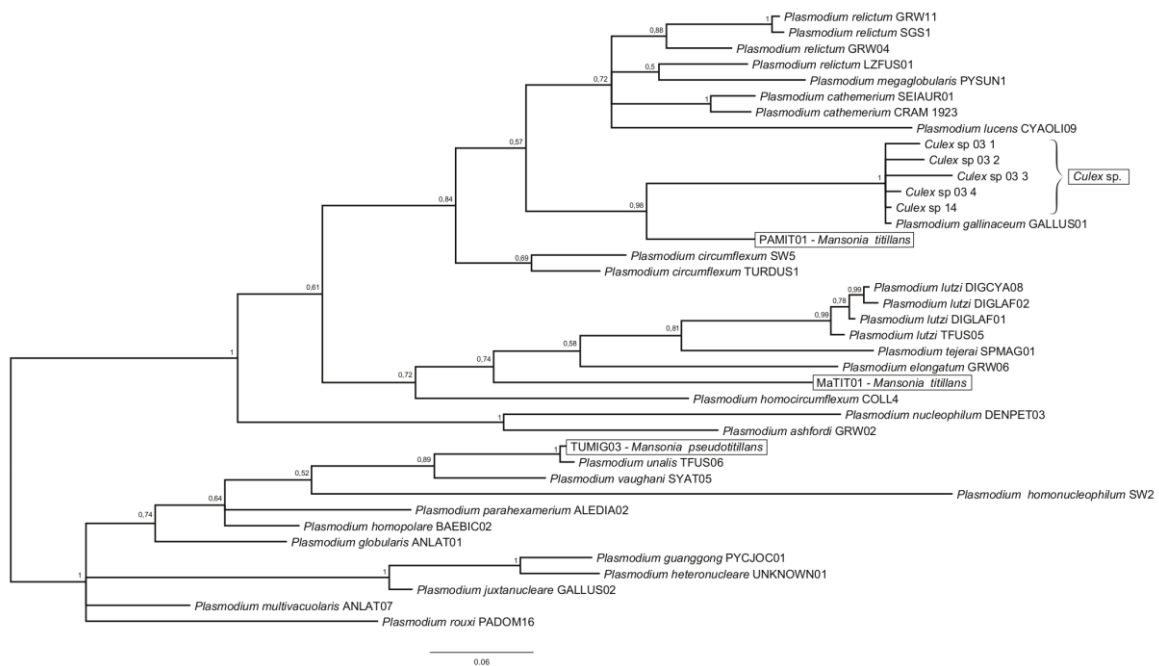 1 Plasmodium relictum GRW11
0,88 Plasmodium relictum SGS1
Plasmodium relictum GRW04
0,72 0,5 Plasmodium relictum LZFUS01
Plasmodium megaglobularis PYSUN1
1 Plasmodium cathemerium SEIAUR01
Plasmodium cathemerium CRAM 1923
Plasmodium lucens CYAOLI09
0,57 Culex sp 03 1
Culex sp 03 2
1 Culex sp 03 3 Culex sp.
Culex sp 03 4
0,84 0,98 Culex sp 14
Plasmodium gallinaceum GALLUS01
PAMIT01 - Mansonia titillans
0,69 Plasmodium circumflexum SW5
Plasmodium circumflexum TURDUS1
0,61 0,99 Plasmodium lutzi DIGCYA08
0,78 Plasmodium lutzi DIGLAF02
0,99 Plasmodium lutzi DIGLAF01
0,81 Plasmodium lutzi TFUS05
0,58 Plasmodium tejerai SPMAG01
1 0,74 Plasmodium elongatum GRW06
0,72 MaTIT01 - Mansonia titillans
Plasmodium homocircumflexum COLL4
1 Plasmodium nucleophilum DENPET03
Plasmodium ashfordi GRW02
1 TUMIG03 - Mansonia pseudotitillans
0,89 Plasmodium unalis TFUS06
0,52 Plasmodium vaughani SYAT05
Plasmodium homonucleophilum SW2
0,64 Plasmodium parahexamerium ALEDIA02
0,74 Plasmodium homopolare BAEBIC02
Plasmodium globularis ANLAT01
1 Plasmodium guanggong PYCJOC01
1 1 Plasmodium heteronucleare UNKNOWN01
Plasmodium juxtanucleare GALLUS02
Plasmodium multivacuolaris ANLAT07
Plasmodium rouxi PADOM16
0.06